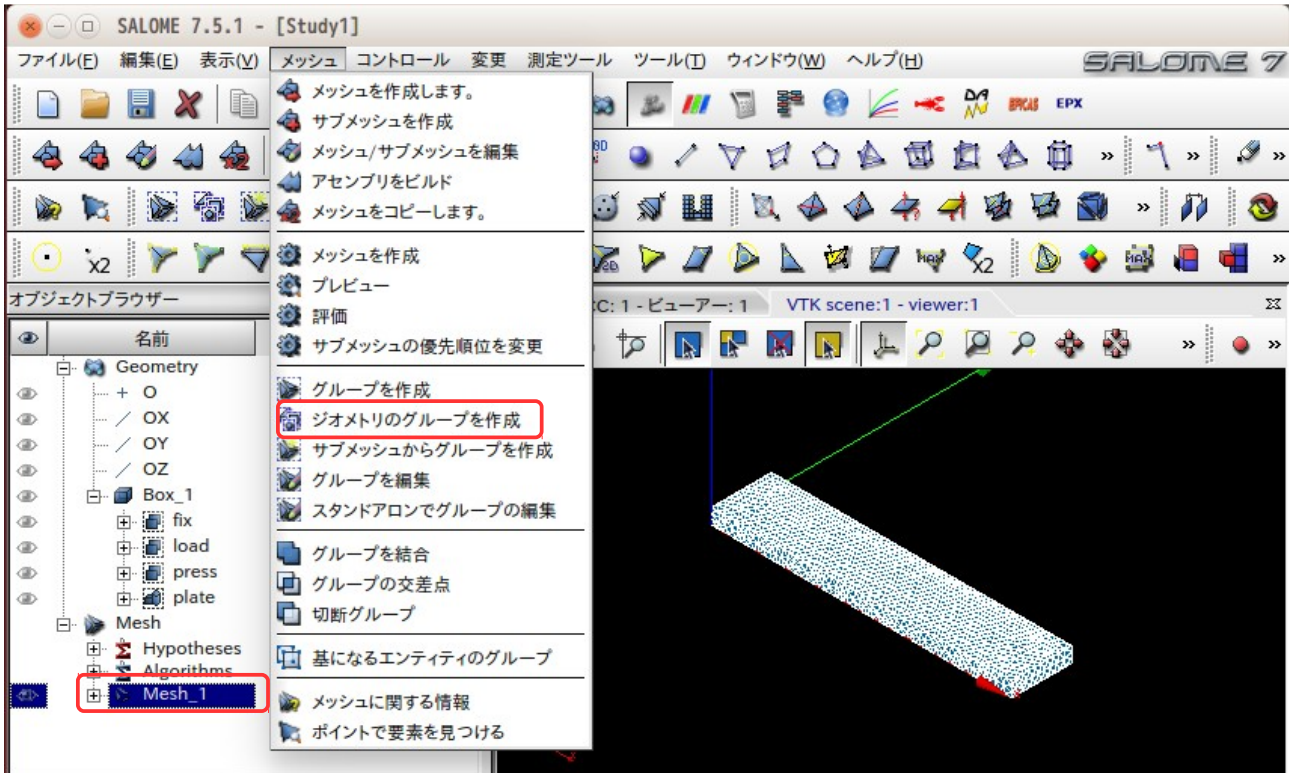 SALOME 7.5.1 - [Study1]
ファイル(F) 編集(E) 表示(V) メッシュ コントロール 変更 測定ツール ツール(T) ウィンドウ(W) ヘルプ(H) SALOME 7
メッシュを作成します。
サブメッシュを作成
メッシュ/サブメッシュを編集
アセンブリをビルド
メッシュをコピーします。
メッシュを作成
プレビュー
評価
サブメッシュの優先順位を変更
グループを作成
ジオメトリのグループを作成
サブメッシュからグループを作成
グループを編集
スタンドアロンでグループの編集
グループを結合
グループの交差点
切断グループ
基になるエンティティのグループ
メッシュに関する情報
ポイントで要素を見つける
EPX
x2
MAX
x2
MAX
オブジェクトブラウザー
CC: 1 - ビューアー: 1 VTK scene:1 - viewer:1
名前
Geometry
O
OX
OY
OZ
Box_1
fix
load
press
plate
Mesh
Hypotheses
Algorithms
Mesh_1